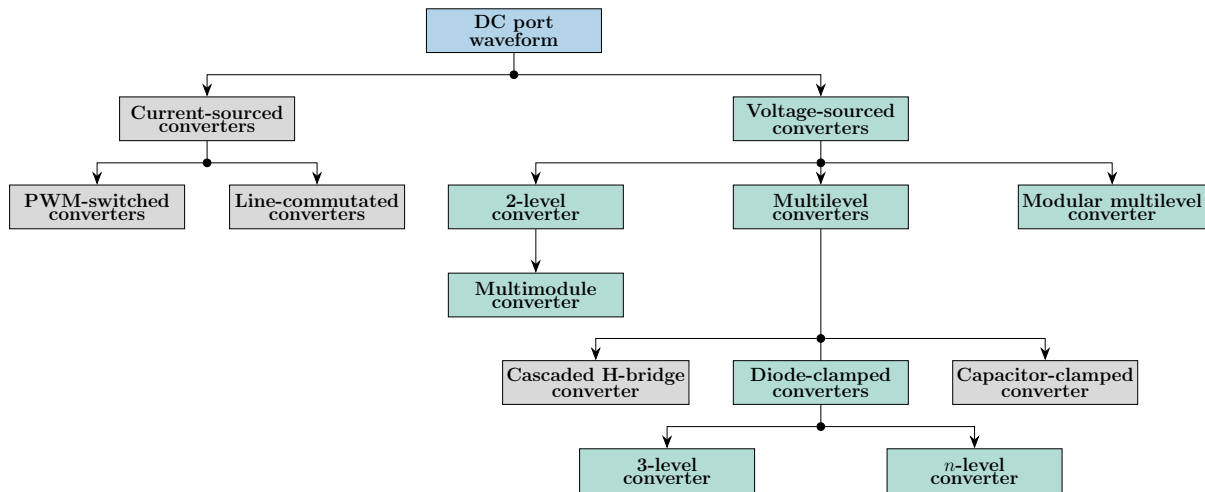 DC port
waveform
Current-sourced
converters
Voltage-sourced
converters
PWM-switched
converters
Line-commutated
converters
2-level
converter
Multilevel
converters
Modular multilevel
converter
Multimodule
converter
Cascaded H-bridge
converter
Diode-clamped
converters
Capacitor-clamped
converter
3-level
converter
n-level
converter